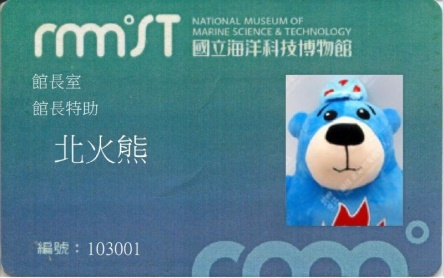 nmmst
NATIONAL MUSEUM OF
MARINE SCIENCE & TECHNOLOGY
國立海洋科技博物館
館長室
館長特助
北火熊
編號：103001